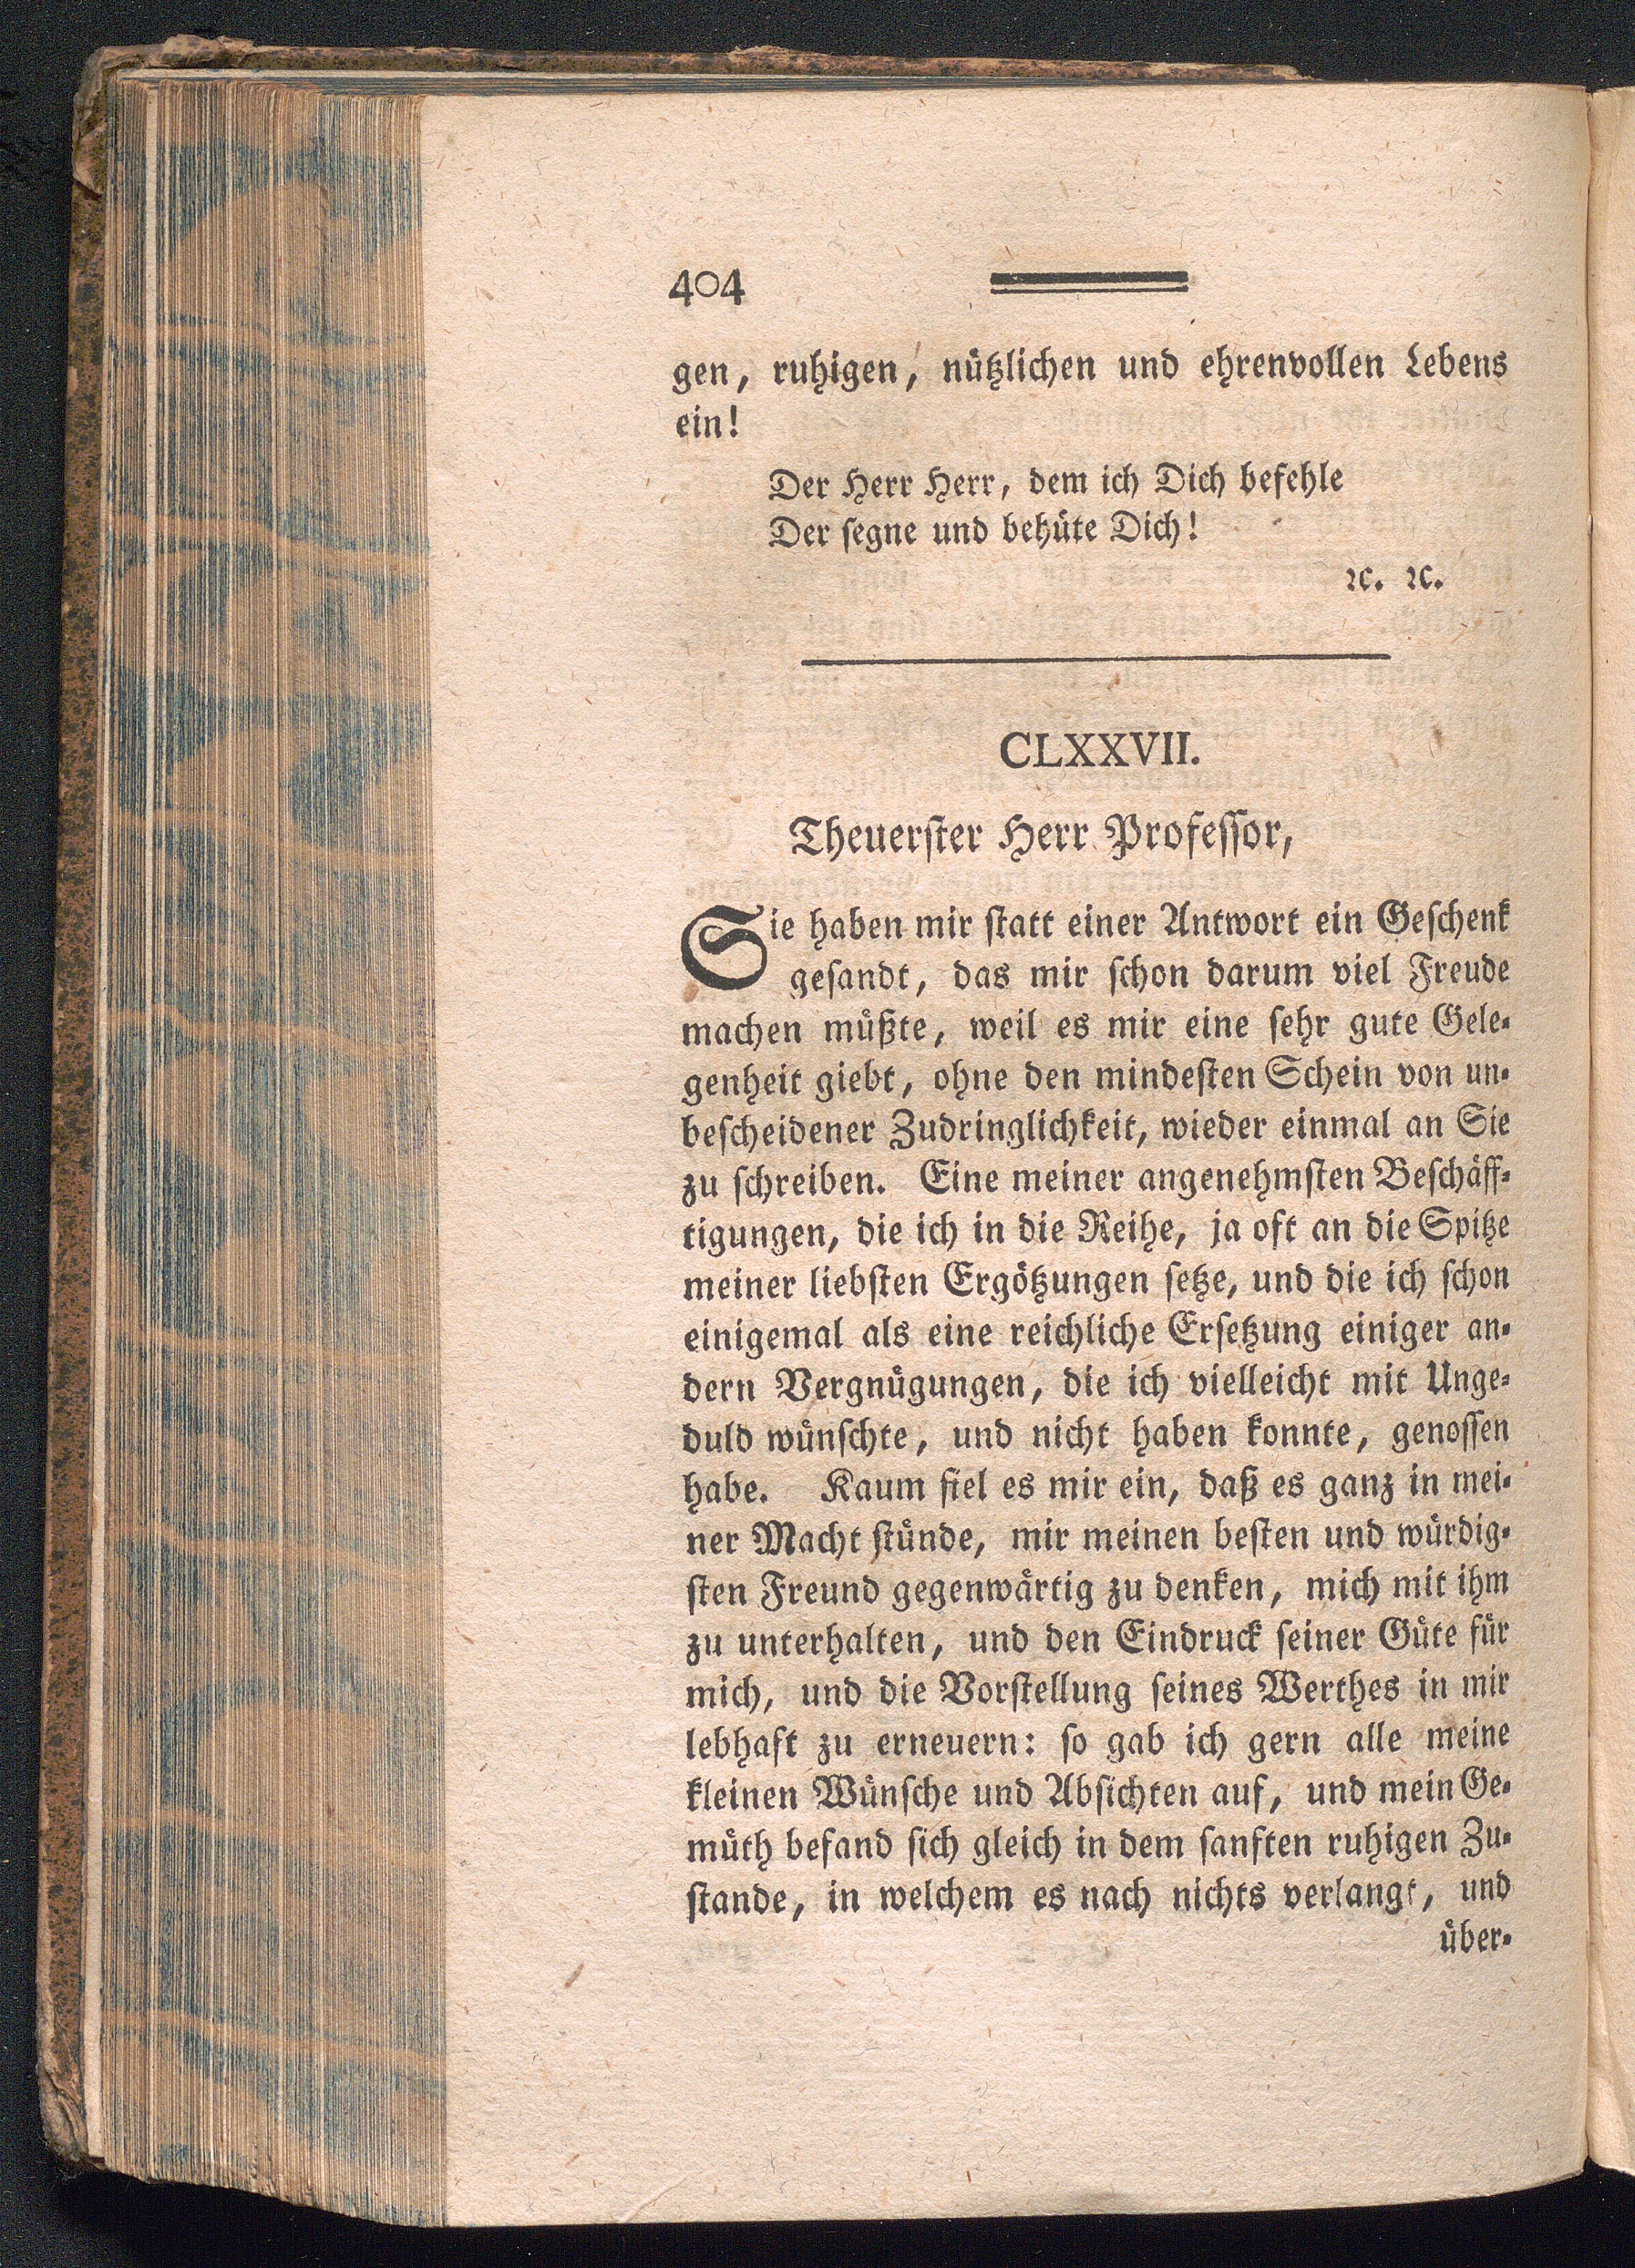 404
gen, ruhigen, nützlichen und ehrenvollen Lebens
ein!
Der Herr Herr, dem ich Dich befehle
Der ſegne und behüte Dich!
ꝛc. ꝛc.
CLXXVII.
Theuerſter Herr Profeſſor,
Sie haben mir ſtatt einer Antwort ein Geſchenk
geſandt, das mir ſchon darum viel Freude
machen müßte, weil es mir eine ſehr gute Gele-
genheit giebt, ohne den mindeſten Schein von un-
beſcheidener Zudringlichkeit, wieder einmal an Sie
zu ſchreiben. Eine meiner angenehmſten Beſchäff-
tigungen, die ich in die Reihe, ja oft an die Spitze
meiner liebſten Ergötzungen ſetze, und die ich ſchon
einigemal als eine reichliche Erſetzung einiger an-
dern Vergnügungen, die ich vielleicht mit Unge-
duld wünſchte, und nicht haben konnte, genoſſen
habe. Kaum fiel es mir ein, daß es ganz in mei-
ner Macht ſtünde, mir meinen beſten und würdig-
ſten Freund gegenwärtig zu denken, mich mit ihm
zu unterhalten, und den Eindruck ſeiner Güte für
mich, und die Vorſtellung ſeines Werthes in mir
lebhaft zu erneuern: ſo gab ich gern alle meine
kleinen Wünſche und Abſichten auf, und mein Ge-
müth befand ſich gleich in dem ſanften ruhigen Zu-
ſtande, in welchem es nach nichts verlangt, und
über-